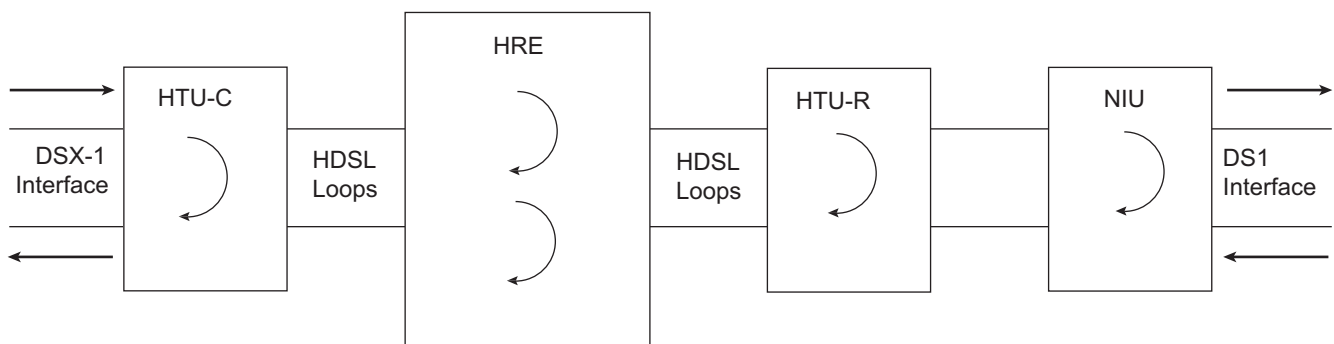 HRE
HTU-C
HTU-R
NIU
DSX-1
Interface
HDSL
Loops
HDSL
Loops
DS1
Interface